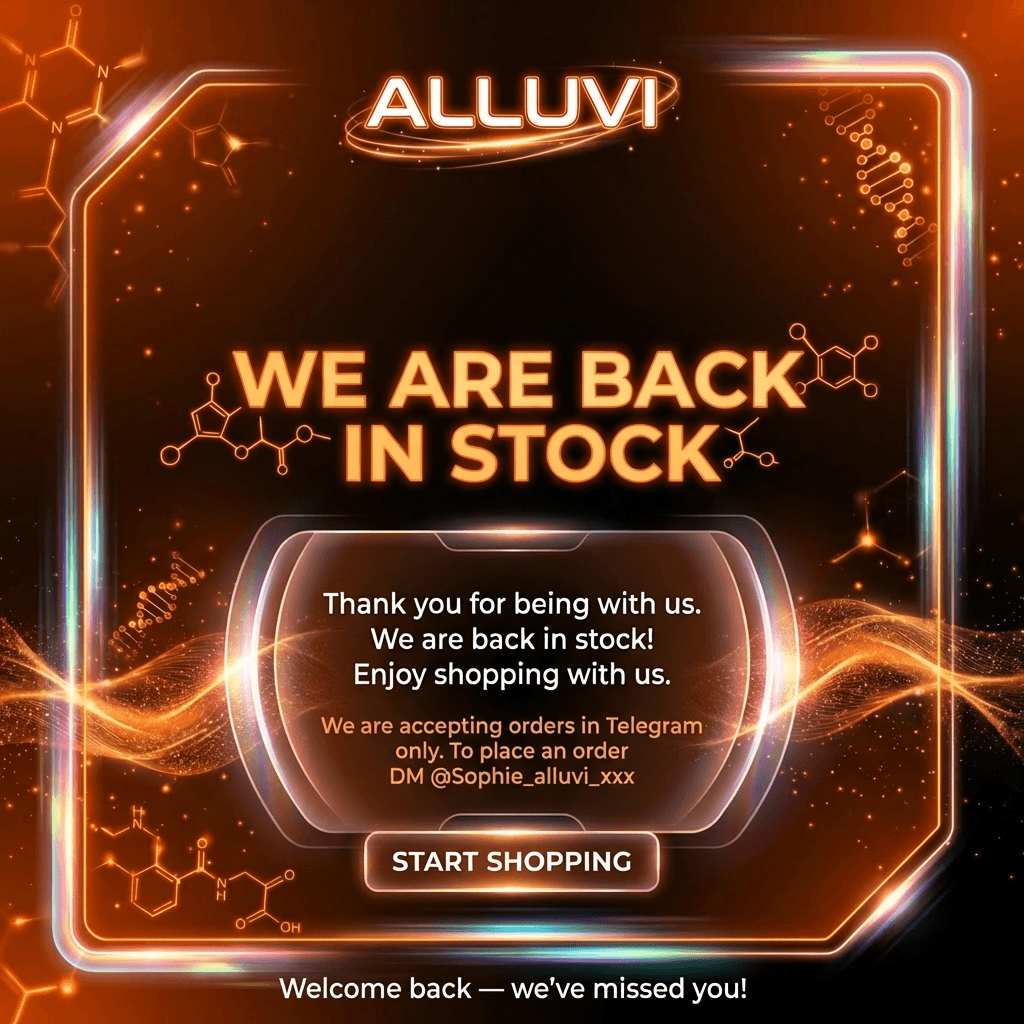 ALLUVI
WE ARE BACK
IN STOCK
Thank you for being with us.
We are back in stock!
Enjoy shopping with us.
We are accepting orders in Telegram
only. To place an order
DM @Sophie_alluvi_xxx
START SHOPPING
Welcome back — we’ve missed you!
O
N
N
N
H
N
O
N
H
O
O
OH